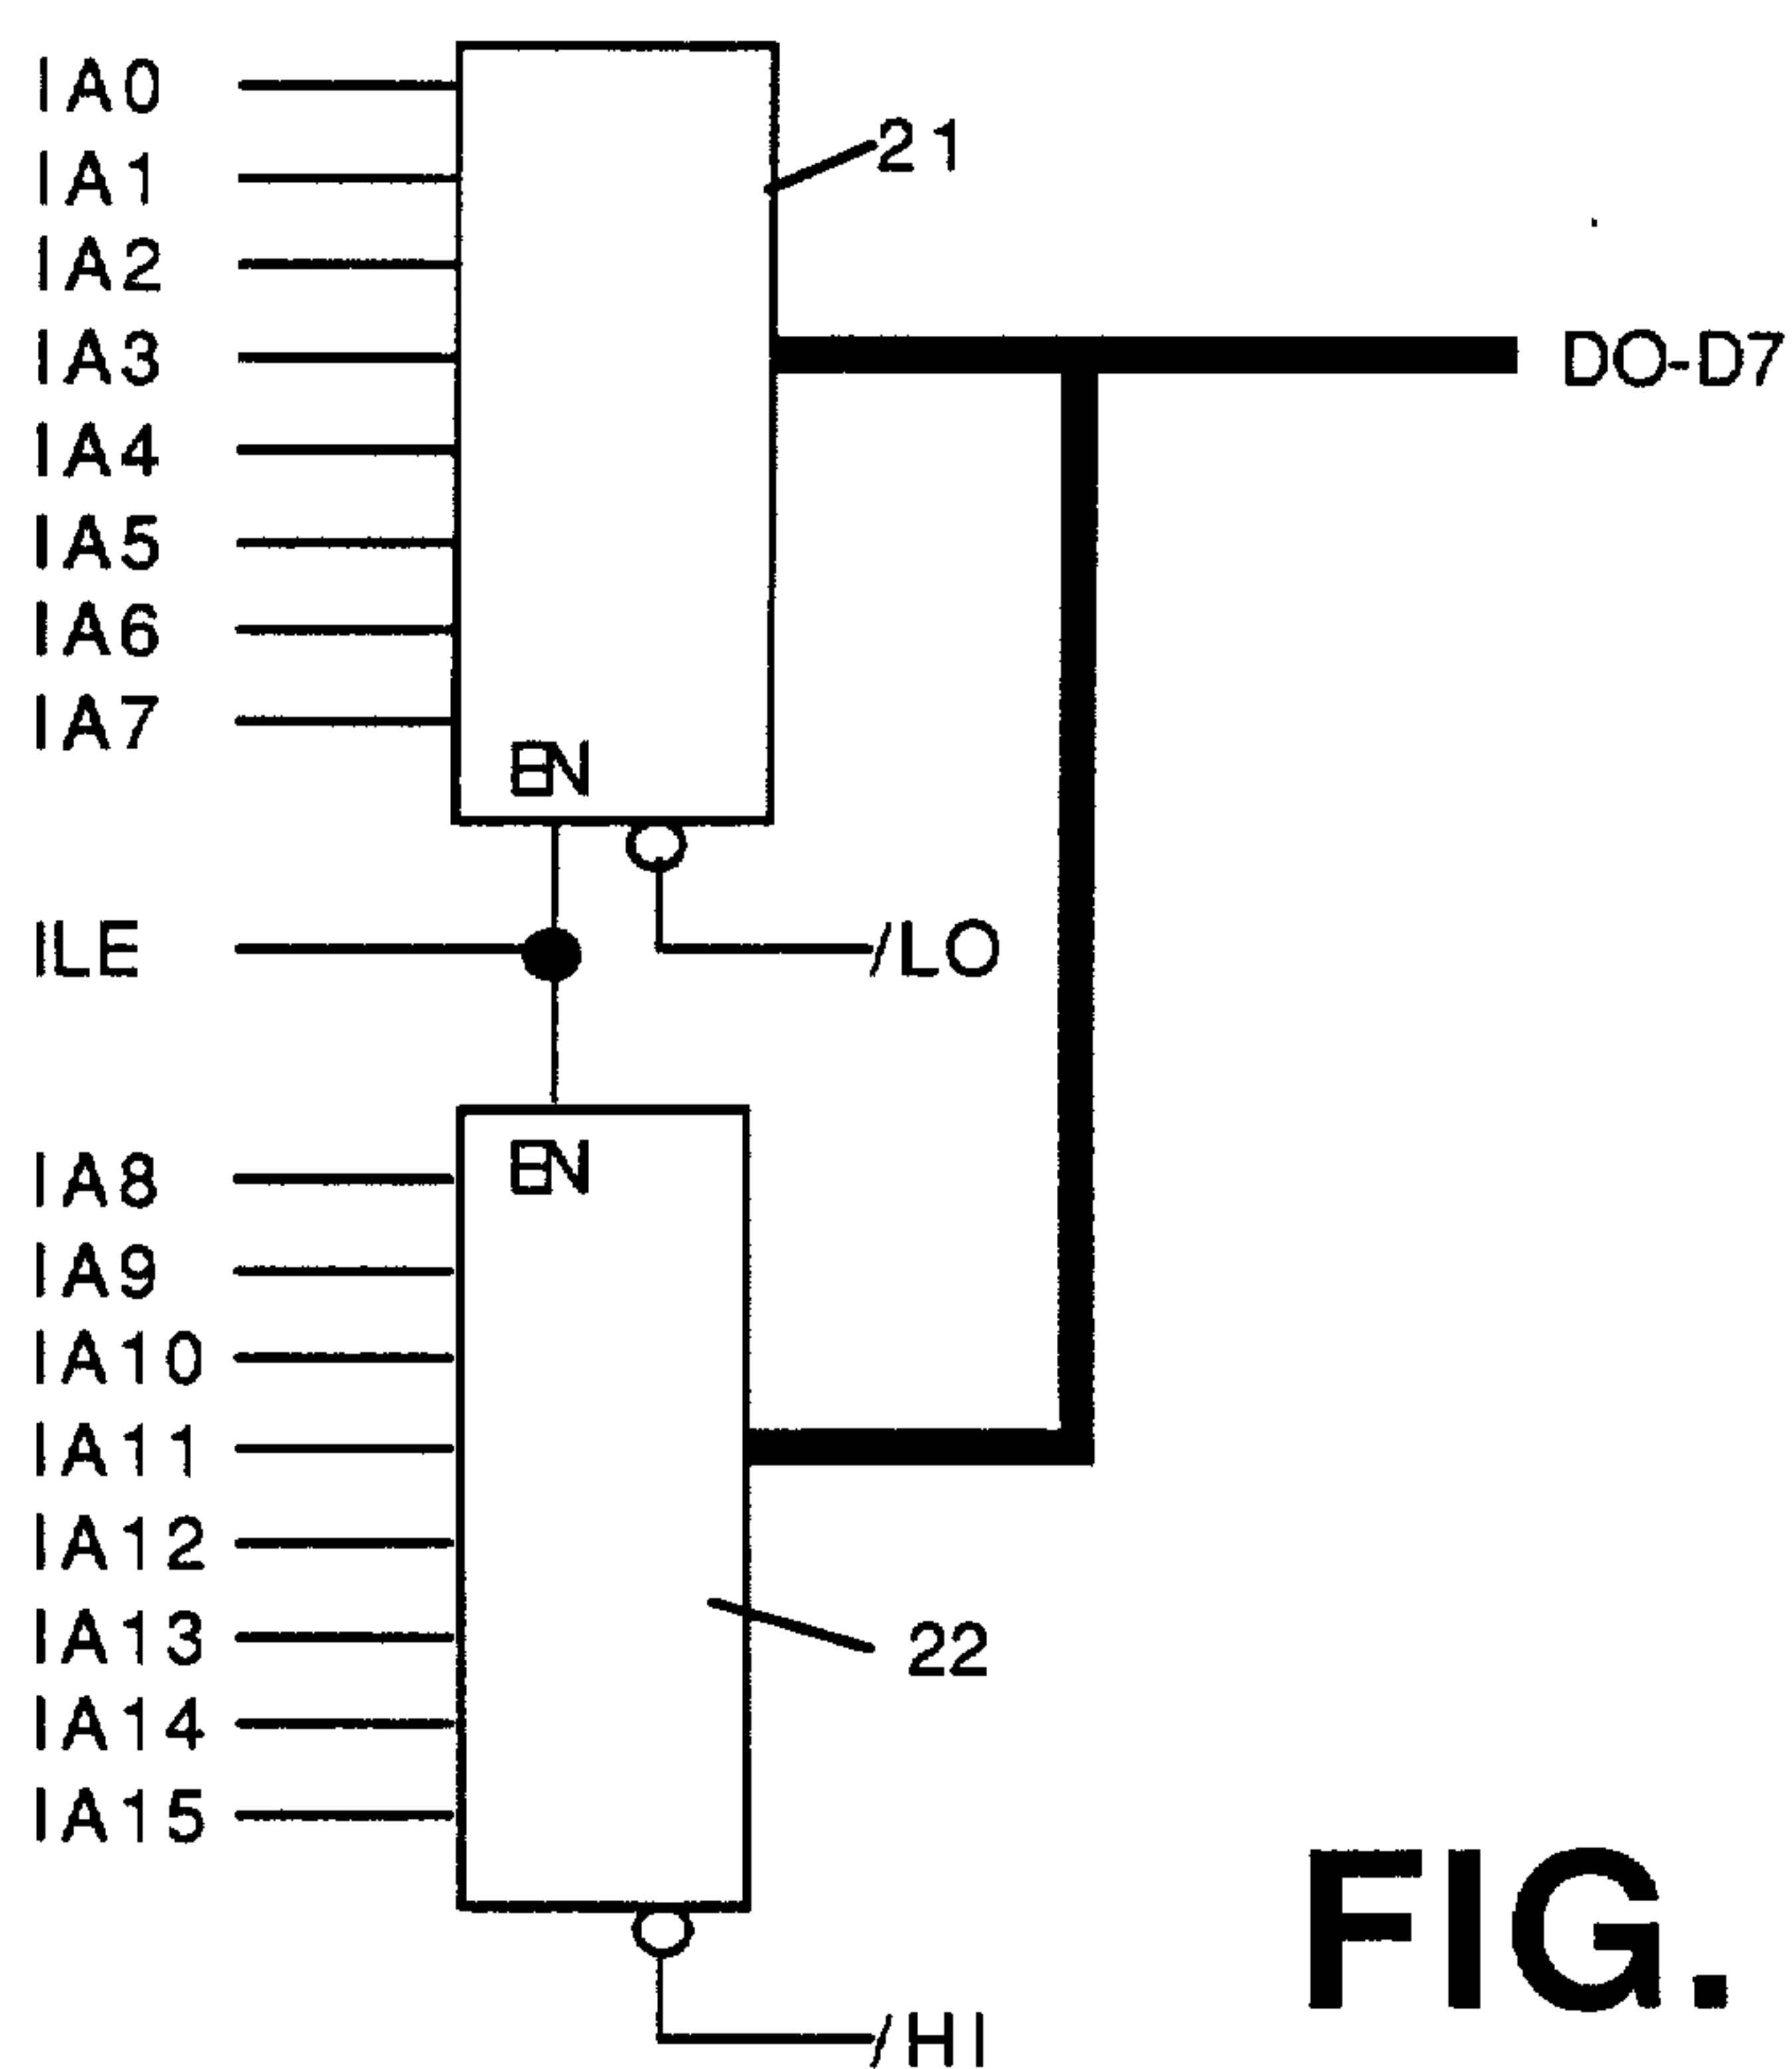 IA0
IA1
21
IA2
IA3
DO-D7
IA4
IA5
IA6
IA7
EN
ILE
/LO
IA8
EN
IA9
IA10
IA11
IA12
IA13
22
IA14
IA15
FIG.
/HI